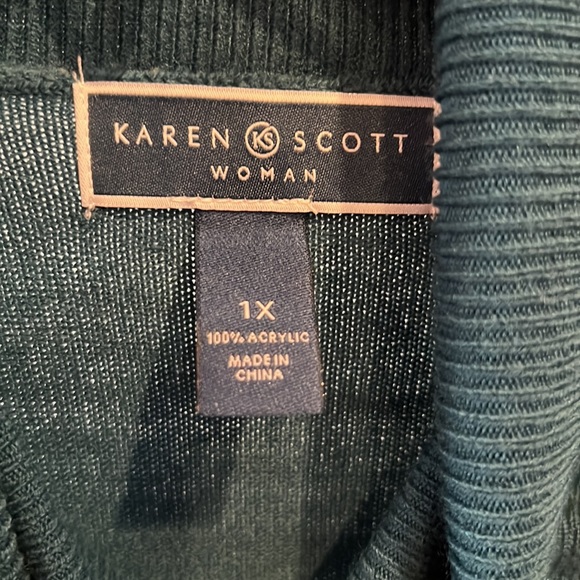 KAREN KS SCOTT
WOMAN
1X
100% ACRYLIC
MADE IN
CHINA